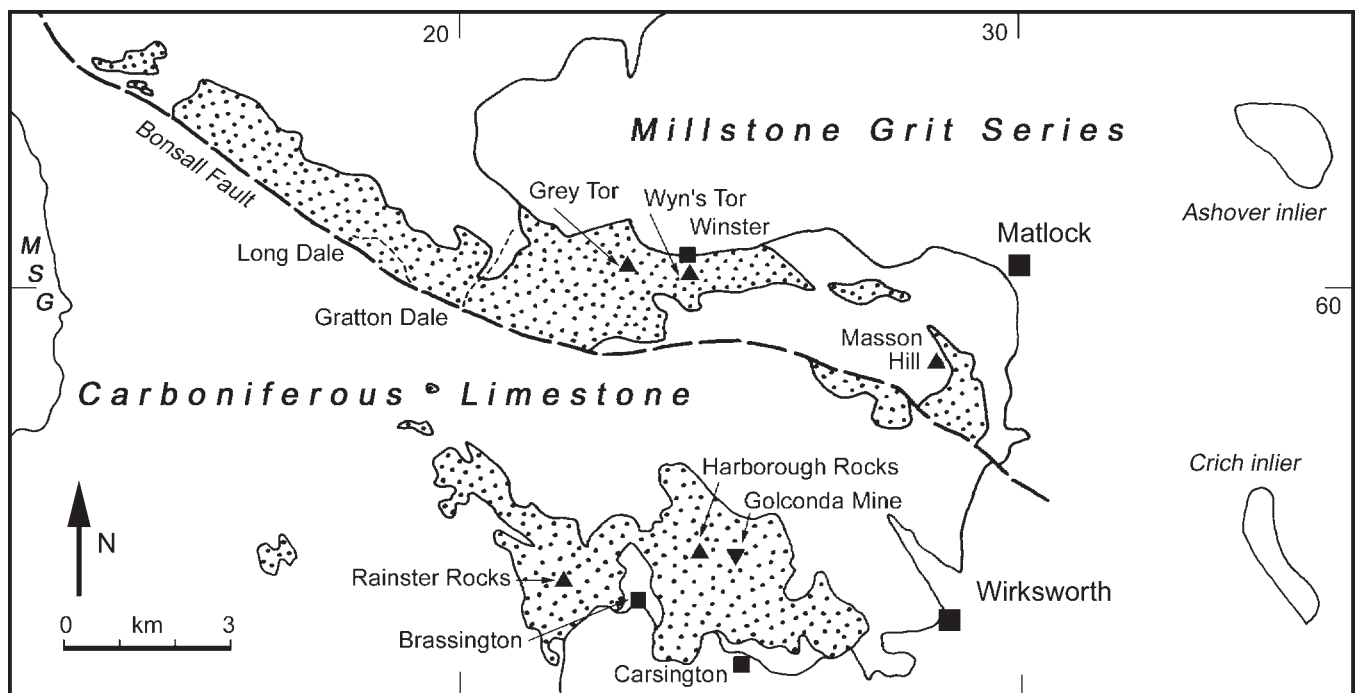 20
30
Millstone Grit Series
Bonsall Fault
Grey Tor
Wyn's Tor
Winster
Ashover inlier
Matlock
Long Dale
M
S
G
60
Gratton Dale
Masson
Hill
Carboniferous Limestone
Harborough Rocks
Crich inlier
Golconda Mine
N
Rainster Rocks
Wirksworth
0 km 3
Brassington
Carsington